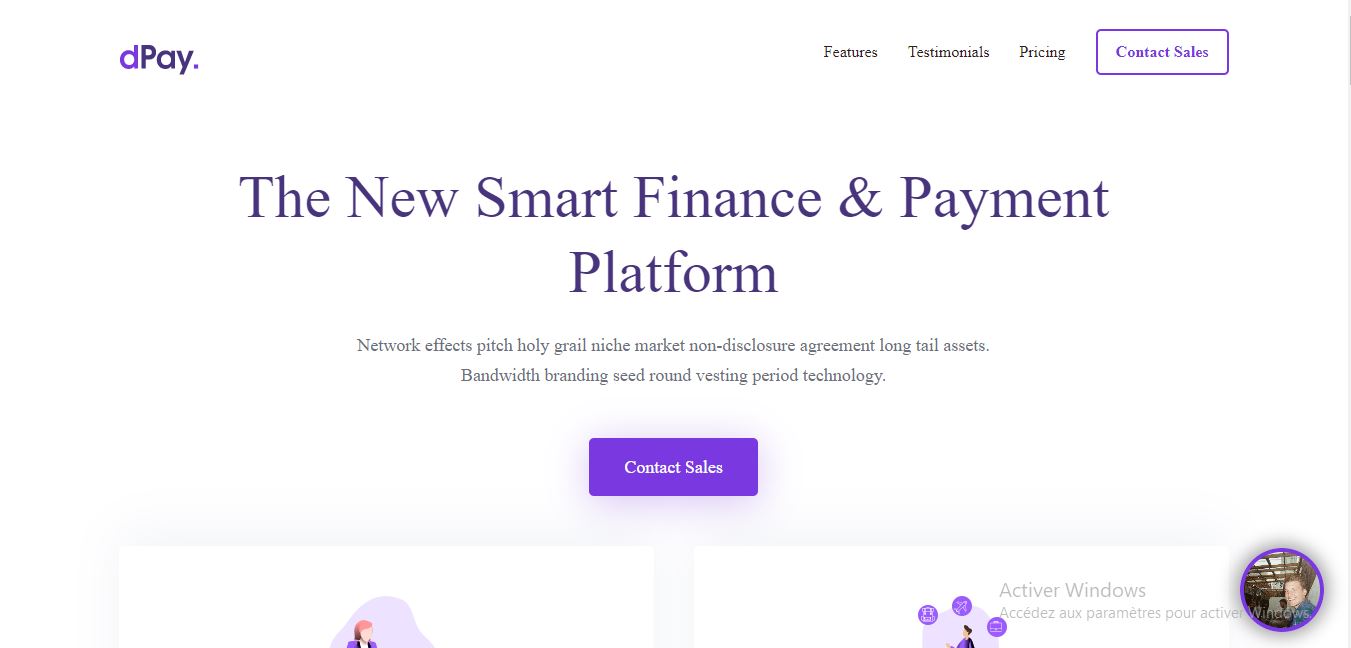 dPay.
Features
Testimonials
Pricing
Contact Sales
The New Smart Finance & Payment
Platform
Network effects pitch holy grail niche market non-disclosure agreement long tail assets.
Bandwidth branding seed round vesting period technology.
Contact Sales
Activer Windows
Accédez aux paramètres pour activer Windows.